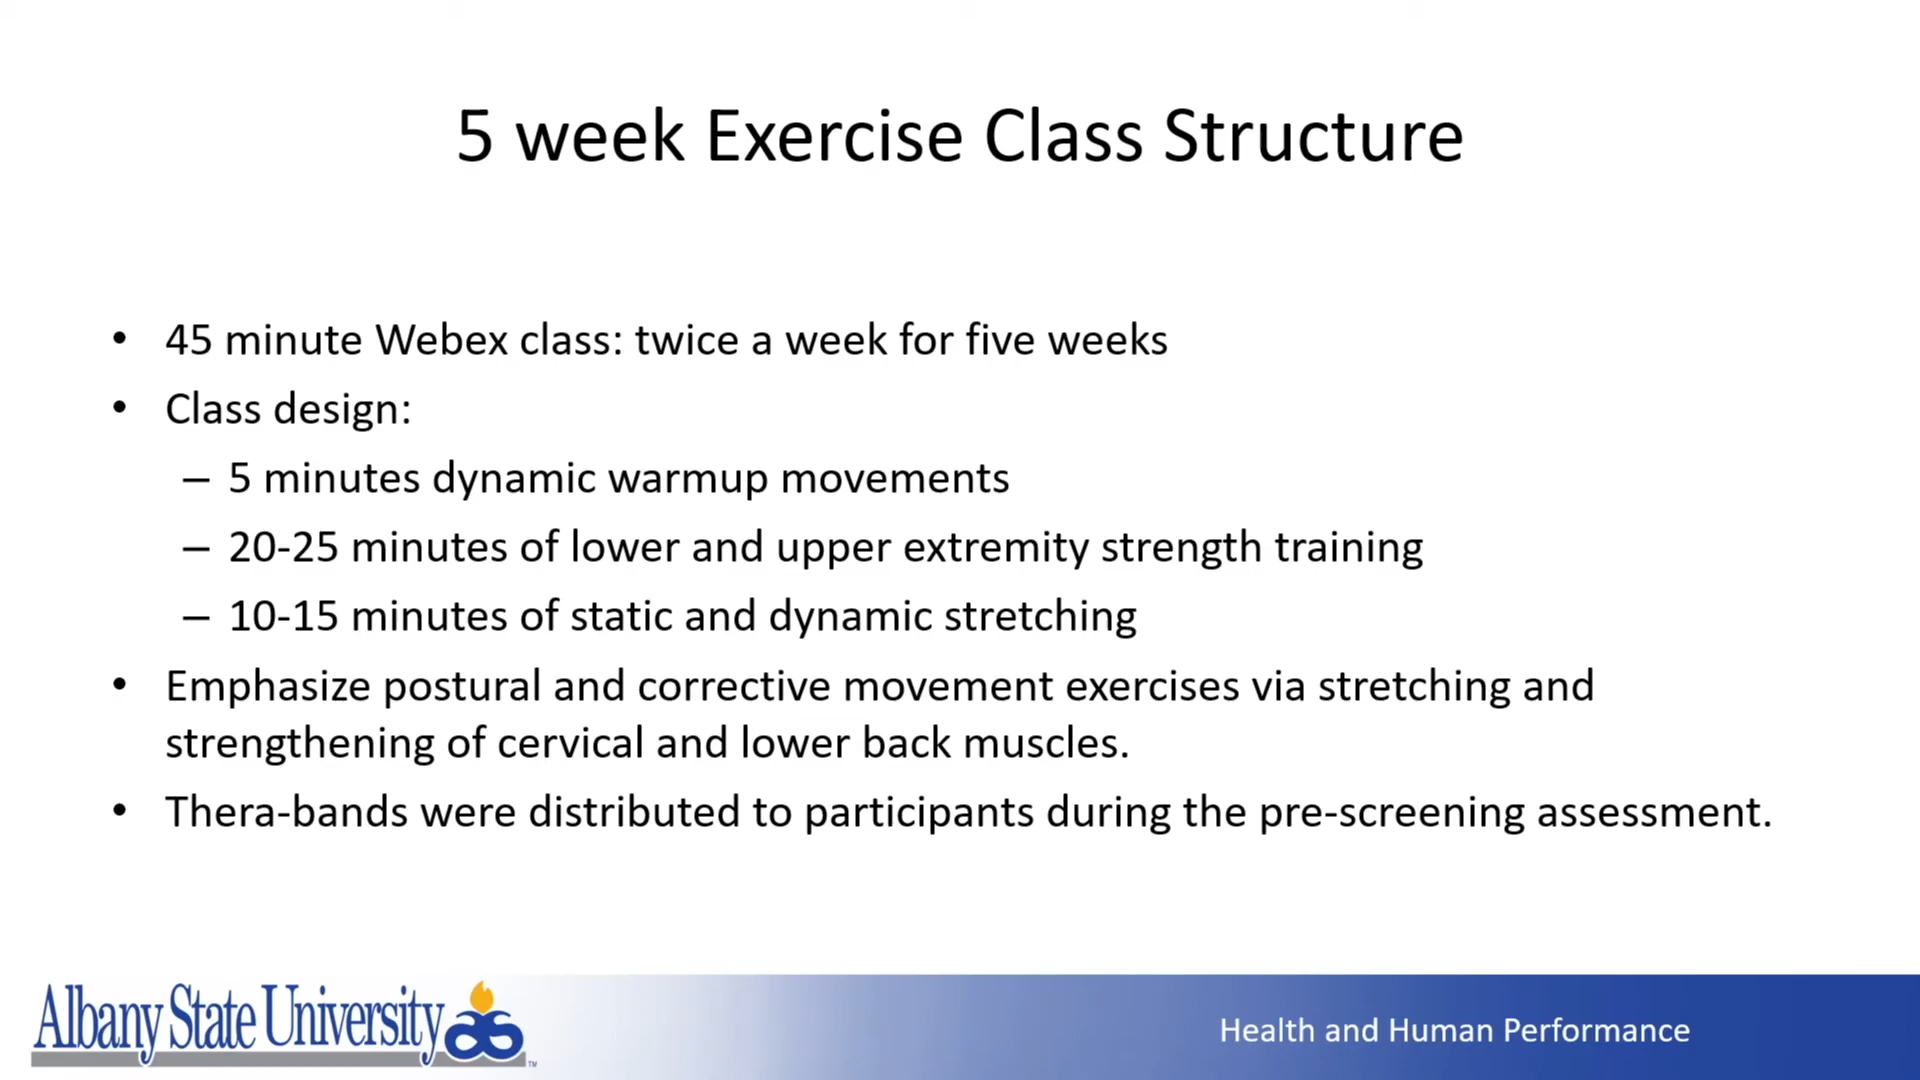 5 week Exercise Class Structure
• 45 minute Webex class: twice a week for five weeks
• Class design:
– 5 minutes dynamic warmup movements
– 20-25 minutes of lower and upper extremity strength training
– 10-15 minutes of static and dynamic stretching
• Emphasize postural and corrective movement exercises via stretching and
strengthening of cervical and lower back muscles.
• Thera-bands were distributed to participants during the pre-screening assessment.
Albany State University
TM
Health and Human Performance